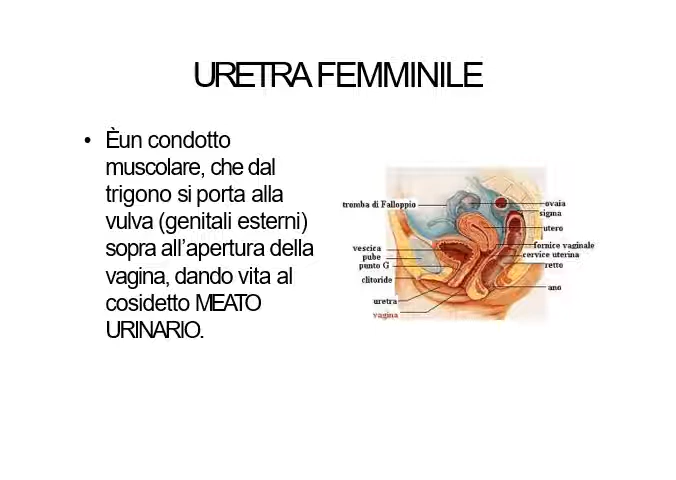 URETRA FEMMINILE
• Èun condotto
muscolare, che dal
trigono si porta alla
vulva (genitali esterni)
sopra all'apertura della
vagina, dando vita al
cosidetto MEATO
URINARIO.
tromba di Falloppio
ovaia
sigma
utero
fornice vaginale
cervice uterina
retto
ano
vescica
pube
punto G
clitoride
uretra
vagina